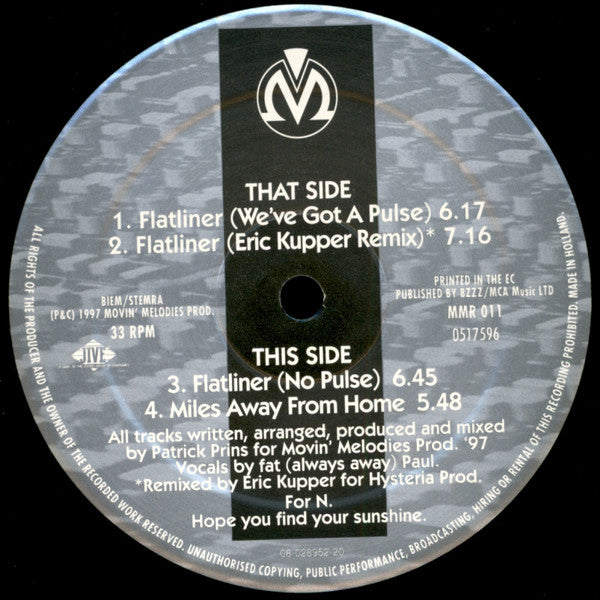 THAT SIDE
1. Flatliner (We've Got A Pulse) 6.17
2. Flatliner (Eric Kupper Remix)* 7.16
BIEM/STEMRA
(P&C) 1997 MOVIN' MELODIES PROD.
33 RPM
JIVE
PRINTED IN THE EC
PUBLISHED BY BZZZ/MCA Music LTD
MMR 011
0517596
THIS SIDE
3. Flatliner (No Pulse) 6.45
4. Miles Away From Home 5.48
All tracks written, arranged, produced and mixed
by Patrick Prins for Movin' Melodies Prod. '97
Vocals by fat (always away) Paul.
*Remixed by Eric Kupper for Hysteria Prod.
For N.
Hope you find your sunshine.
08-028952-20
ALL RIGHTS OF THE PRODUCER AND THE OWNER OF THE RECORDED WORK RESERVED. UNAUTHORISED COPYING, PUBLIC PERFORMANCE, BROADCASTING, HIRING OR RENTAL OF THIS RECORDING PROHIBITED. MADE IN HOLLAND.